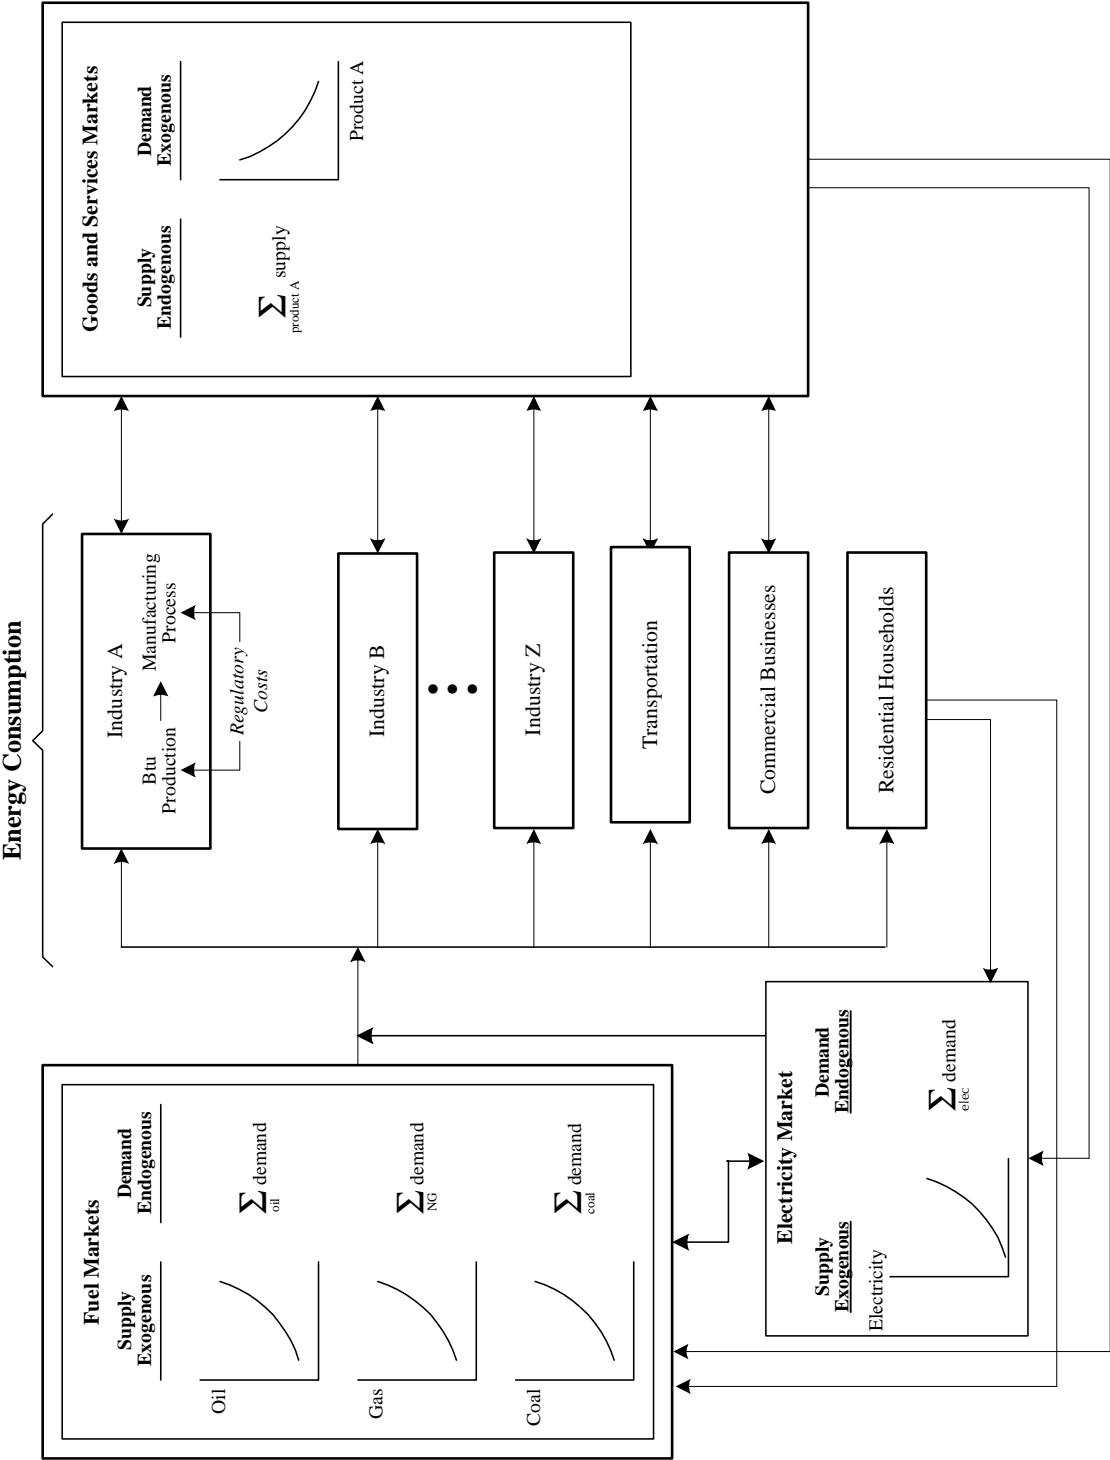 Energy Consumption
Fuel Markets
Supply
Exogenous
Demand
Endogenous
Oil
∑ demand
oil
Gas
∑ demand
NG
Coal
∑ demand
coal
Electricity Market
Supply
Exogenous
Demand
Endogenous
Electricity
∑ demand
elec
Industry A
Btu
Production
Manufacturing
Process
Regulatory
Costs
Industry B
Industry Z
Transportation
Commercial Businesses
Residential Households
Goods and Services Markets
Supply
Endogenous
Demand
Exogenous
∑ supply
product A
Product A